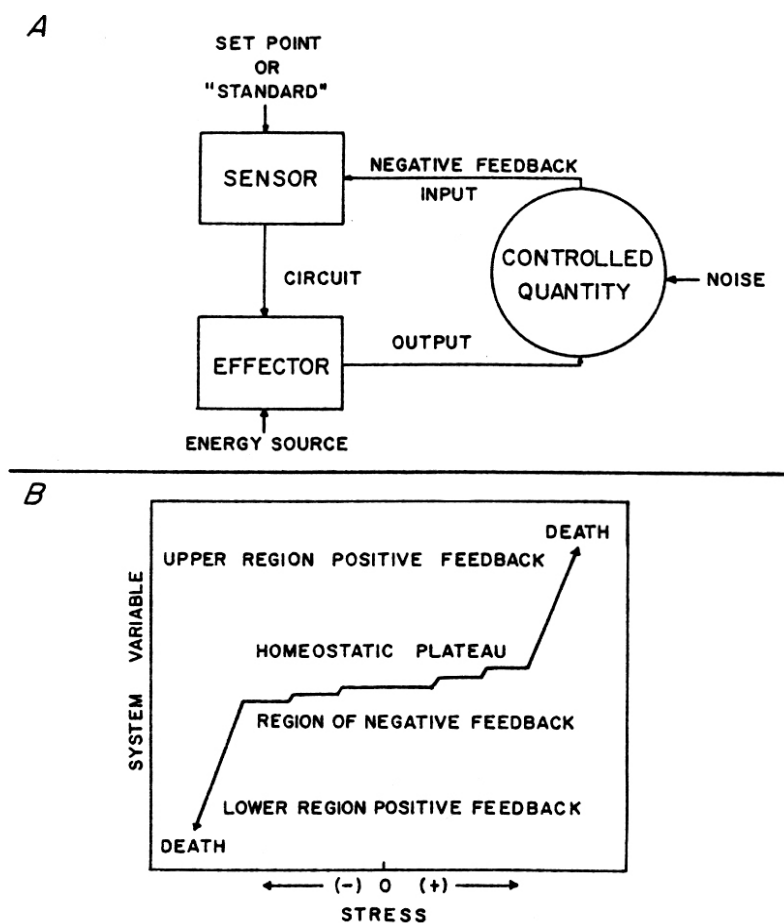 A
SET POINT
OR
"STANDARD"
SENSOR
NEGATIVE FEEDBACK
INPUT
CONTROLLED
QUANTITY
NOISE
CIRCUIT
EFFECTOR
OUTPUT
ENERGY SOURCE
B
DEATH
UPPER REGION POSITIVE FEEDBACK
SYSTEM VARIABLE
HOMEOSTATIC PLATEAU
REGION OF NEGATIVE FEEDBACK
LOWER REGION POSITIVE FEEDBACK
DEATH
(-) 0 (+)
STRESS